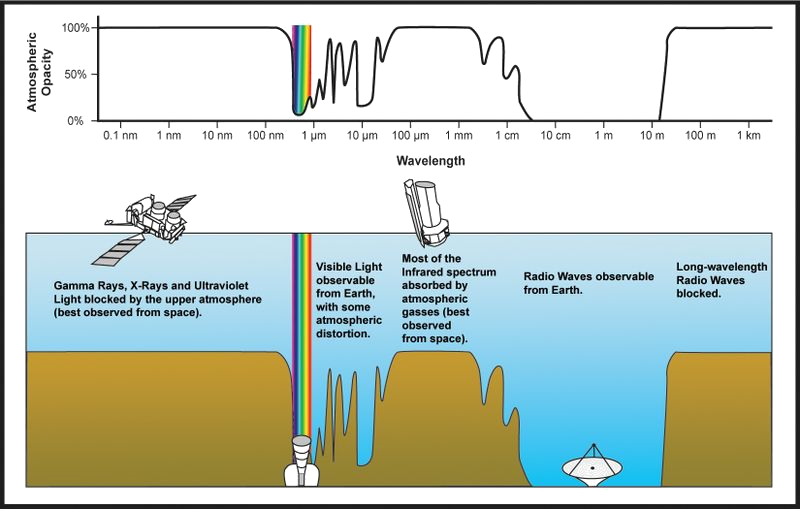 Atmospheric
Opacity
100%
50%
0%
0.1 nm
1 nm
10 nm
100 nm
1 µm
10 µm
100 µm
1 mm
1 cm
10 cm
1 m
10 m
100 m
1 km
Wavelength
Gamma Rays, X-Rays and Ultraviolet
Light blocked by the upper atmosphere
(best observed from space).
Visible Light
observable
from Earth,
with some
atmospheric
distortion.
Most of the
Infrared spectrum
absorbed by
atmospheric
gasses (best
observed
from space).
Radio Waves observable
from Earth.
Long-wavelength
Radio Waves
blocked.